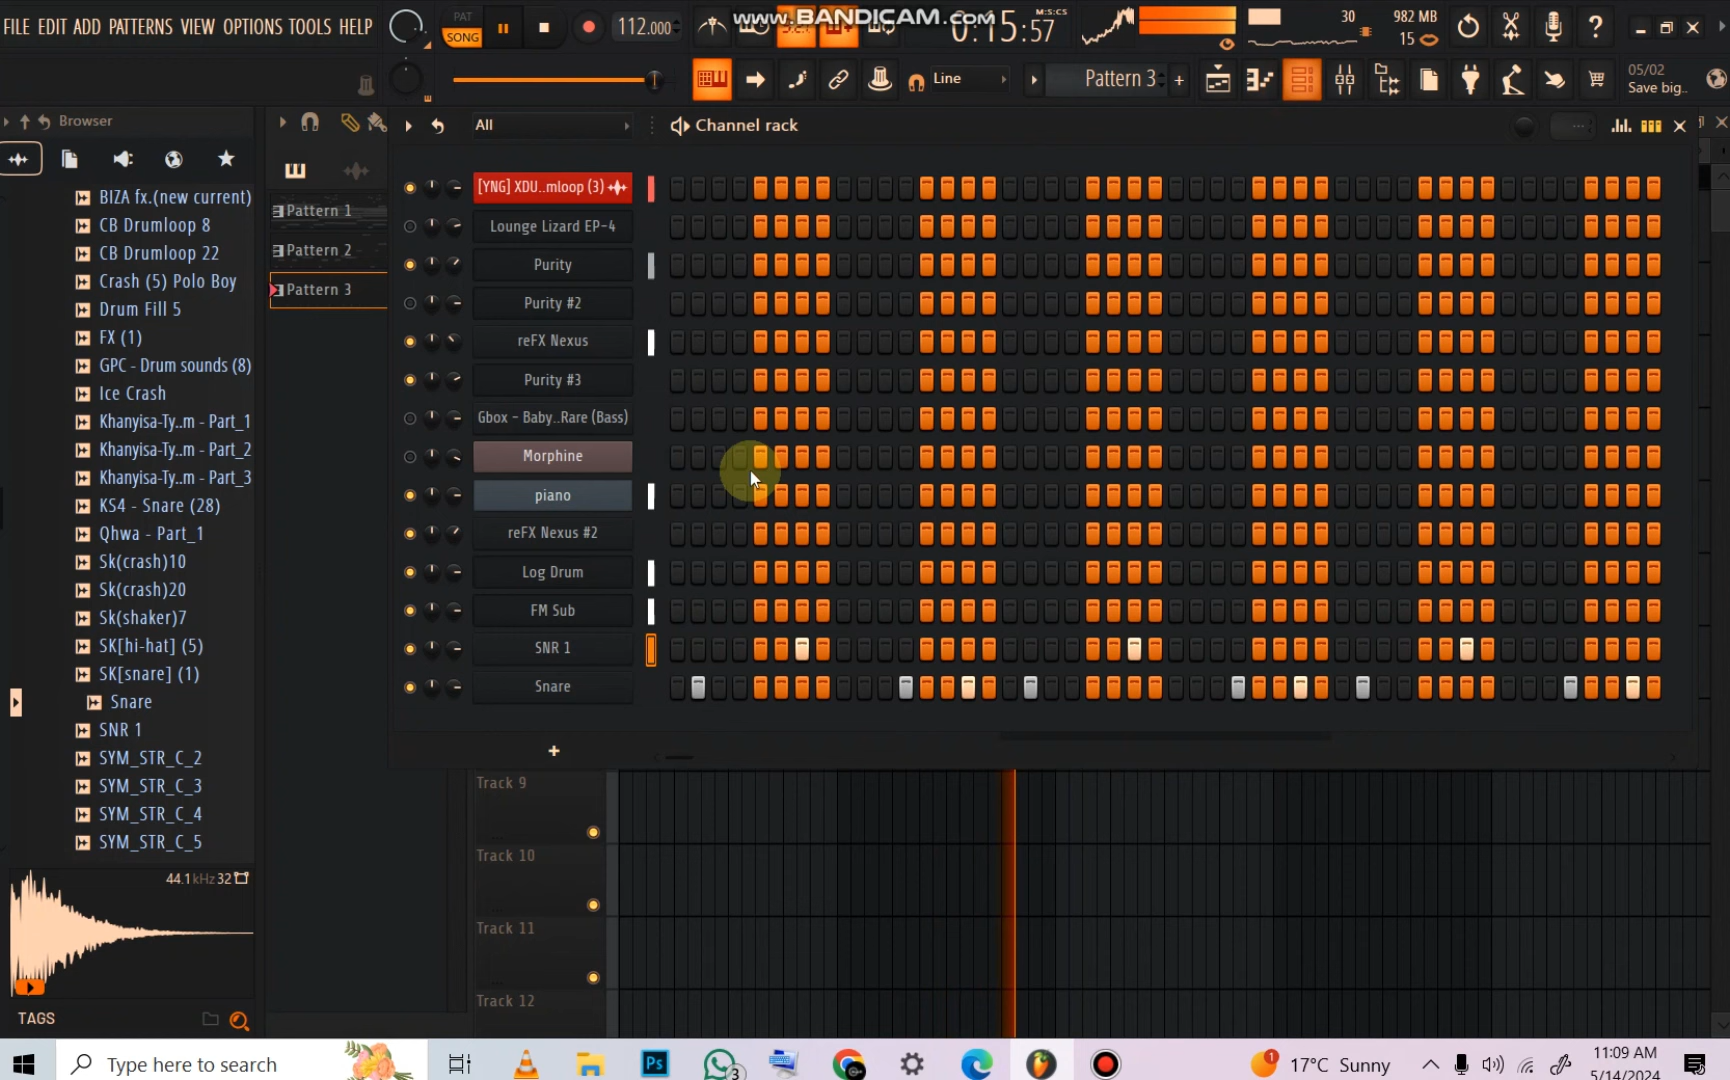 FILE EDIT ADD PATTERNS VIEW OPTIONS TOOLS HELP
PAT
SONG
112.000
www.BANDICAM.com
0:15:57
M:S:CS
30
982 MB
15
Line
Pattern 3
+
05/02
Save big..
Browser
All
Channel rack
BIZA fx.(new current)
CB Drumloop 8
CB Drumloop 22
Crash (5) Polo Boy
Drum Fill 5
FX (1)
GPC - Drum sounds (8)
Ice Crash
Khanyisa-Ty..m - Part_1
Khanyisa-Ty..m - Part_2
Khanyisa-Ty..m - Part_3
KS4 - Snare (28)
Qhwa - Part_1
Sk(crash)10
Sk(crash)20
Sk(shaker)7
SK[hi-hat] (5)
SK[snare] (1)
Snare
SNR 1
SYM_STR_C_2
SYM_STR_C_3
SYM_STR_C_4
SYM_STR_C_5
44.1kHz 32
TAGS
Pattern 1
Pattern 2
Pattern 3
[YNG] XDU..mloop (3)
Lounge Lizard EP-4
Purity
Purity #2
reFX Nexus
Purity #3
Gbox - Baby..Rare (Bass)
Morphine
piano
reFX Nexus #2
Log Drum
FM Sub
SNR 1
Snare
+
Track 9
Track 10
Track 11
Track 12
Type here to search
Ps
3
1
17°C Sunny
11:09 AM
5/14/2024